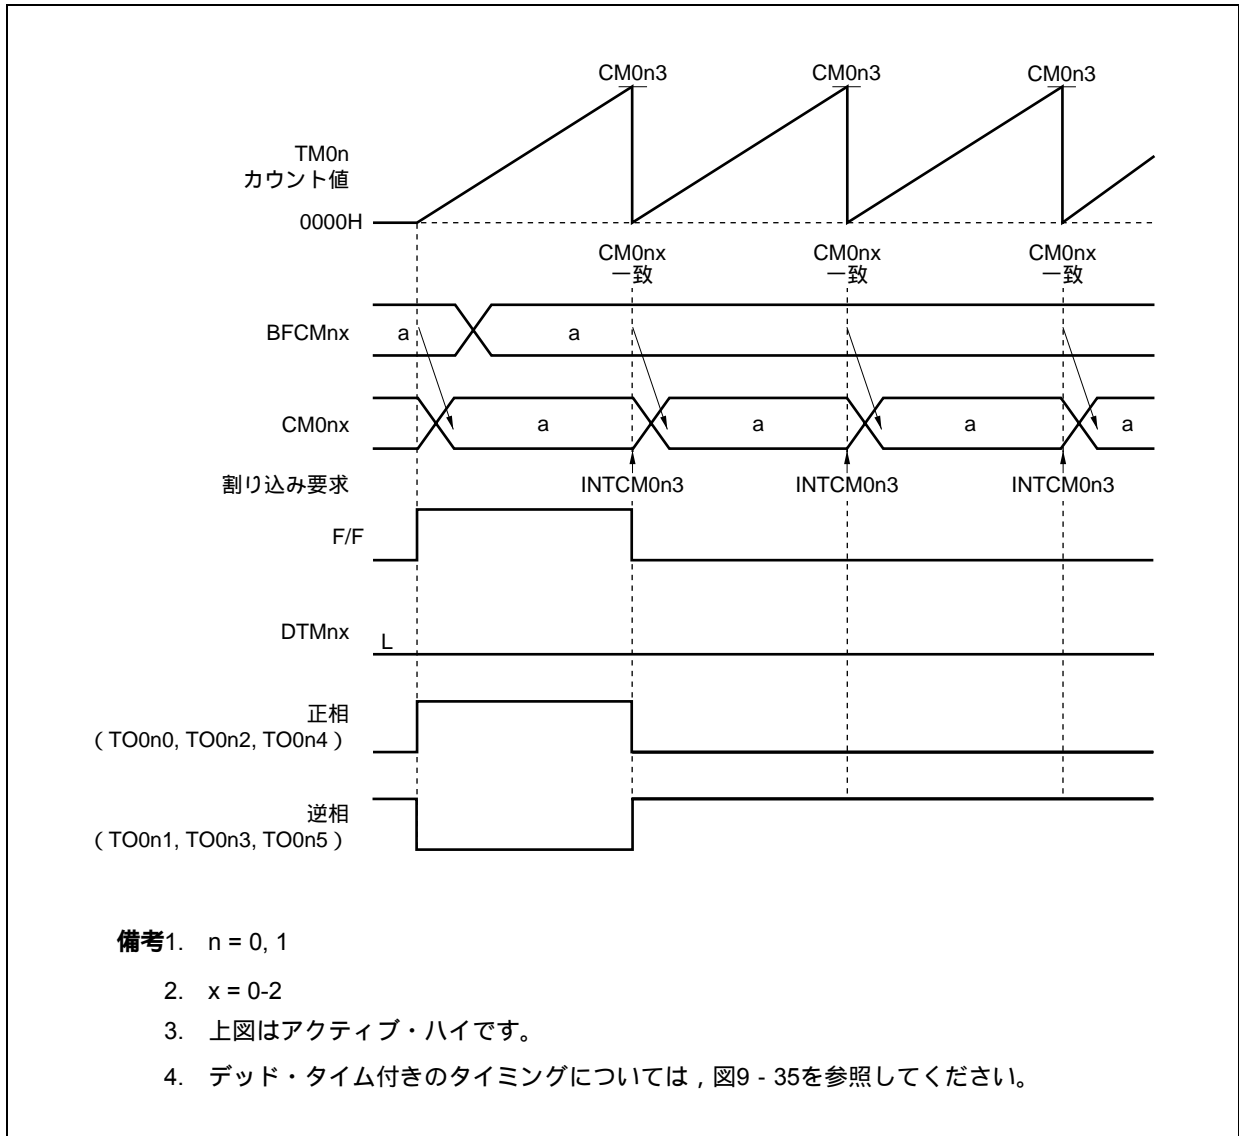 CM0n3 CM0n3 CM0n3
TM0n
カウント値
0000H
CM0nx CM0nx CM0nx
一致 一致 一致
BFCMnx a a
CM0nx a a a a
割り込み要求 INTCM0n3 INTCM0n3 INTCM0n3
F/F
DTMnx L
正相
（TO0n0, TO0n2, TO0n4）
逆相
（TO0n1, TO0n3, TO0n5）
備考1. n = 0, 1
2. x = 0-2
3. 上図はアクティブ・ハイです。
4. デッド・タイム付きのタイミングについては，図9－35を参照してください。